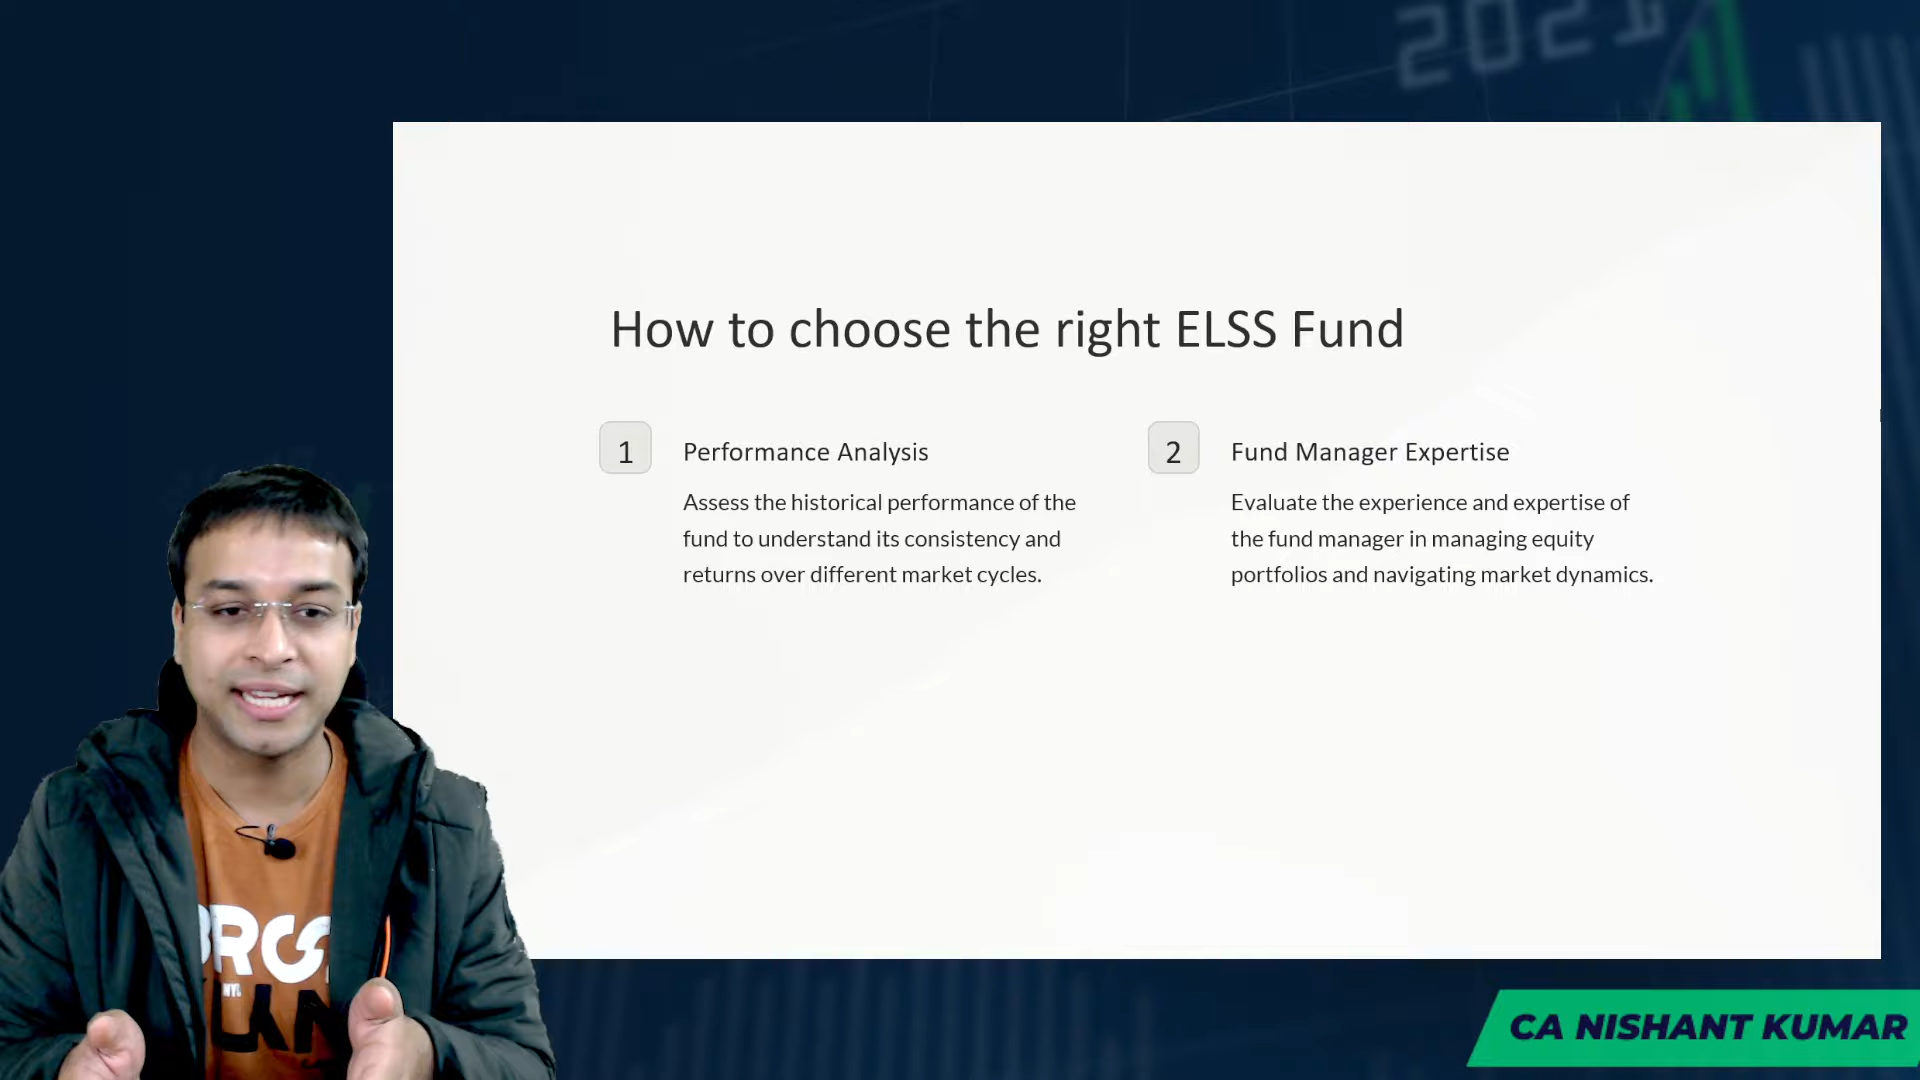 2021
How to choose the right ELSS Fund
1
Performance Analysis
Assess the historical performance of the
fund to understand its consistency and
returns over different market cycles.
2
Fund Manager Expertise
Evaluate the experience and expertise of
the fund manager in managing equity
portfolios and navigating market dynamics.
NYL
CA NISHANT KUMAR